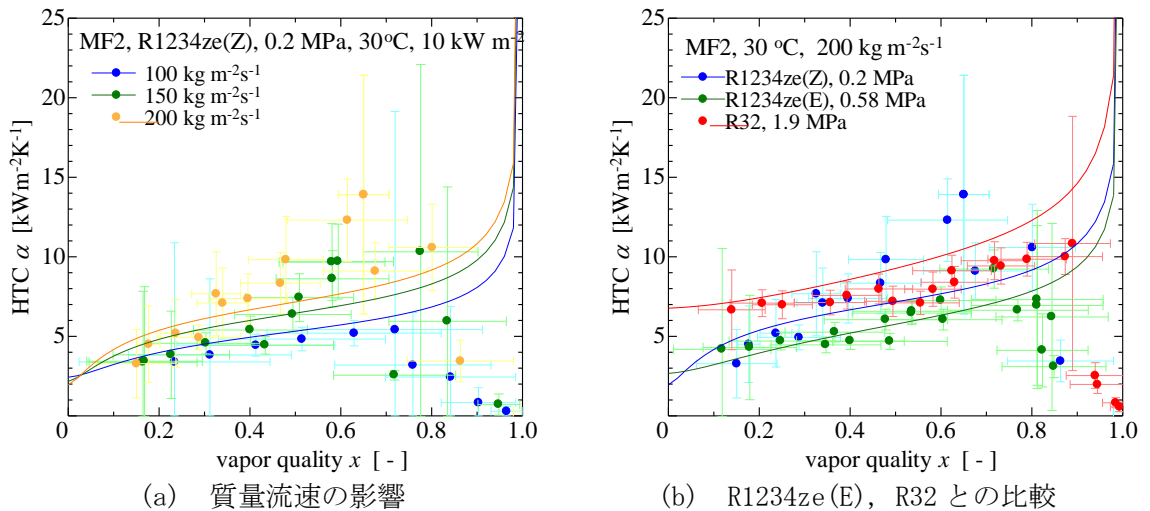 25
20
15
10
5
0
0.2
0.4
0.6
0.8
1.0
HTC α [kWm-2K-1]
vapor quality x [ - ]
MF2, R1234ze(Z), 0.2 MPa, 30°C, 10 kW m-2
100 kg m-2s-1
150 kg m-2s-1
200 kg m-2s-1
(a) 質量流速の影響
25
20
15
10
5
0
0.2
0.4
0.6
0.8
1.0
HTC α [kWm-2K-1]
vapor quality x [ - ]
MF2, 30 °C, 200 kg m-2s-1
R1234ze(Z), 0.2 MPa
R1234ze(E), 0.58 MPa
R32, 1.9 MPa
(b) R1234ze(E), R32 との比較